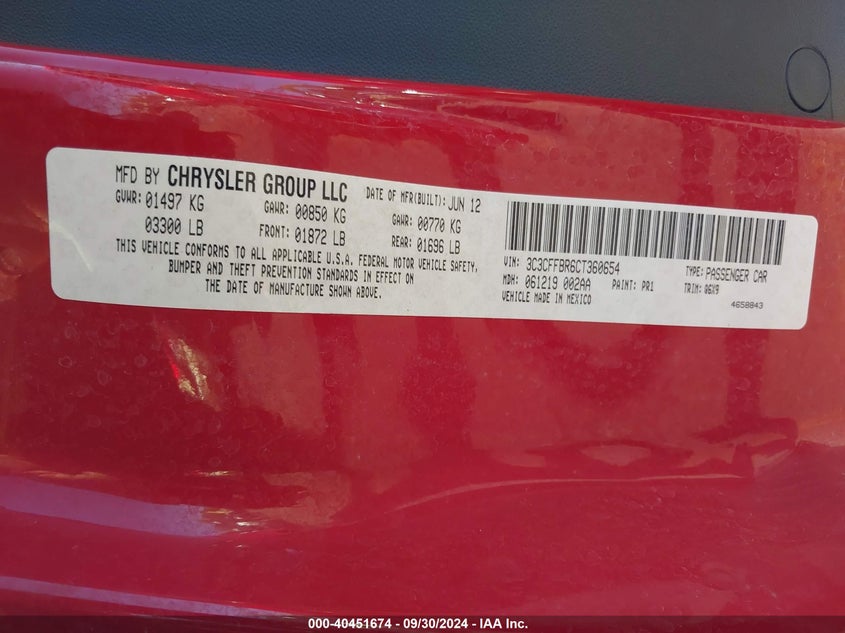 MFD BY CHRYSLER GROUP LLC DATE OF MFR(BUILT): JUN 12
GVWR: 01497 KG GAWR: 00850 KG GAWR: 00770 KG
03300 LB FRONT: 01872 LB REAR: 01696 LB
THIS VEHICLE CONFORMS TO ALL APPLICABLE U.S.A. FEDERAL MOTOR VEHICLE SAFETY,
BUMPER AND THEFT PREVENTION STANDARDS IN EFFECT ON
THE DATE OF MANUFACTURE SHOWN ABOVE.
VIN: 3C3CFFBR6CT360654 TYPE: PASSENGER CAR
MDH: 061219 002AA PAINT: PR1 TRIM: Q6X9
VEHICLE MADE IN MEXICO 4658843
000-40451674 - 09/30/2024 - IAA Inc.